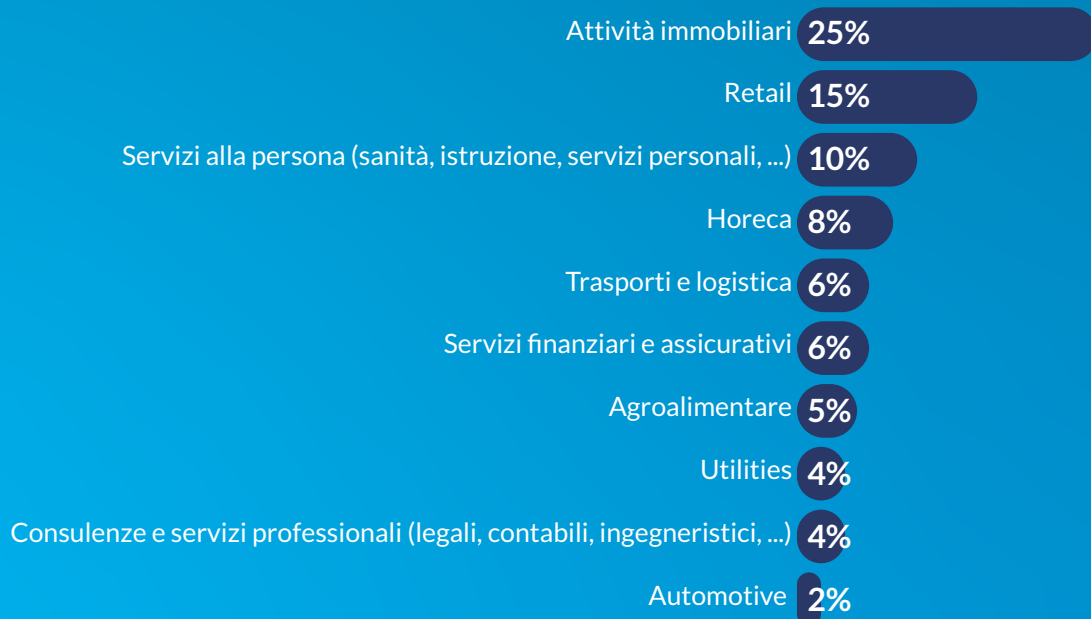 Attività immobiliari 25%
Retail 15%
Servizi alla persona (sanità, istruzione, servizi personali, ...) 10%
Horeca 8%
Trasporti e logistica 6%
Servizi finanziari e assicurativi 6%
Agroalimentare 5%
Utilities 4%
Consulenze e servizi professionali (legali, contabili, ingegneristici, ...) 4%
Automotive 2%